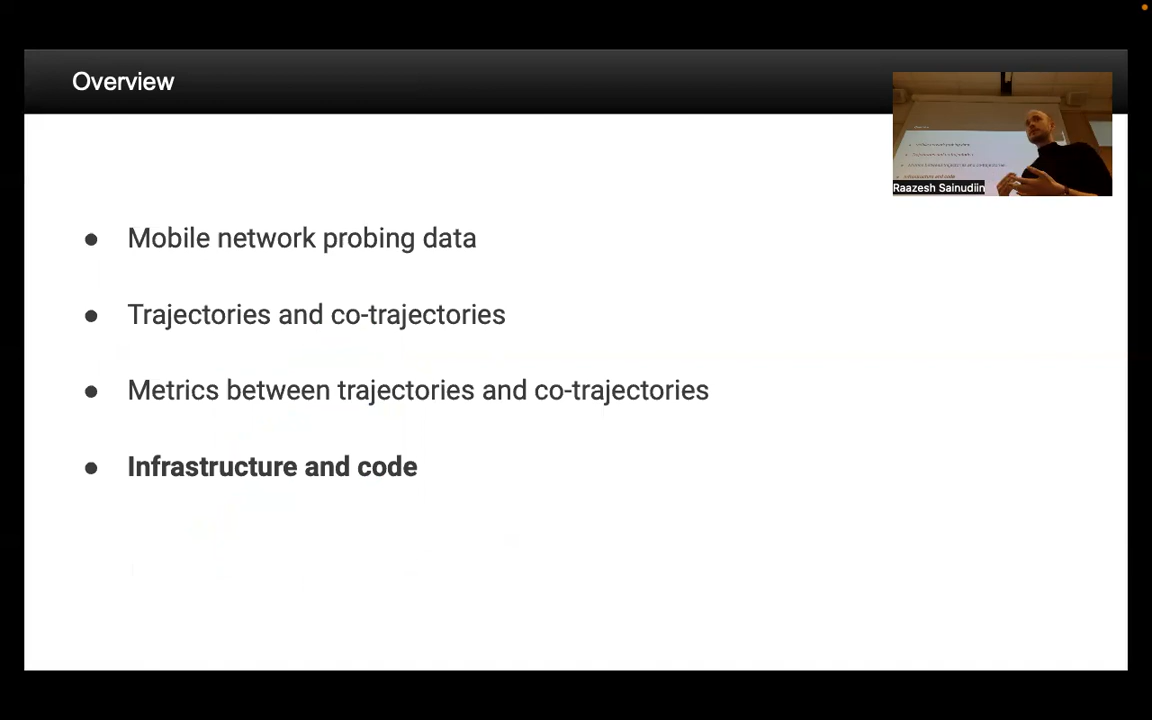 Overview
Raazesh Sainudiin
● Mobile network probing data
● Trajectories and co-trajectories
● Metrics between trajectories and co-trajectories
● Infrastructure and code